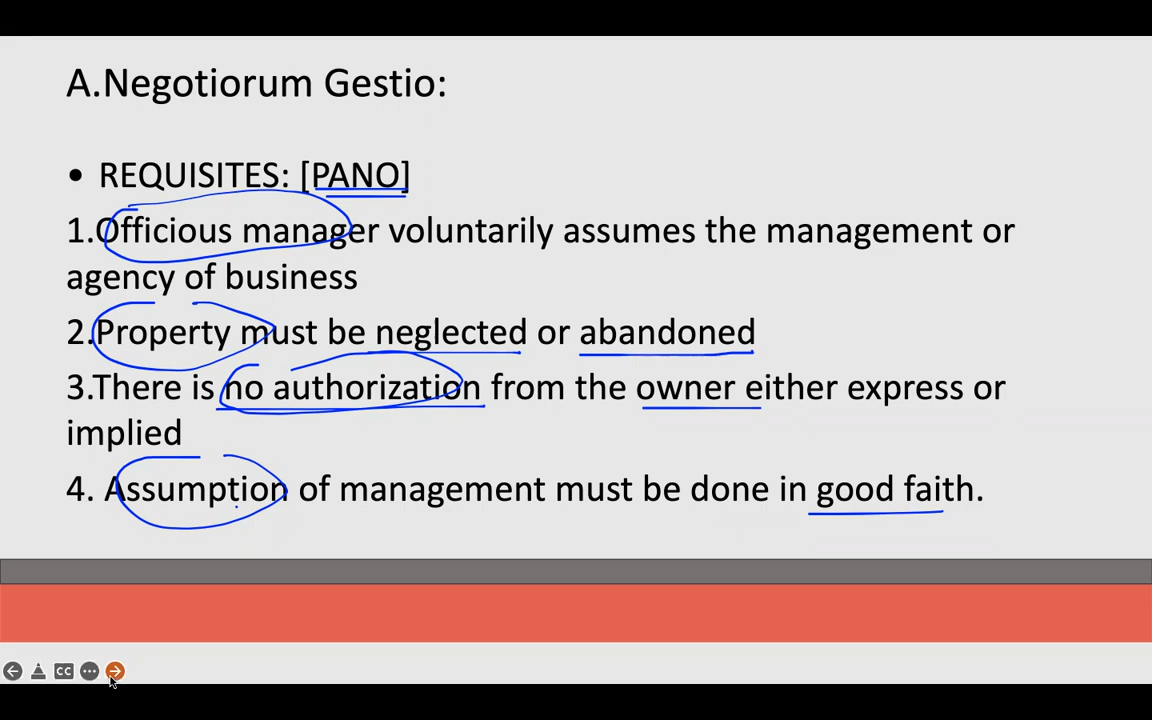 A.Negotiorum Gestio:
• REQUISITES: [PANO]
1.Officious manager voluntarily assumes the management or
agency of business
2.Property must be neglected or abandoned
3.There is no authorization from the owner either express or
implied
4. Assumption of management must be done in good faith.
CC